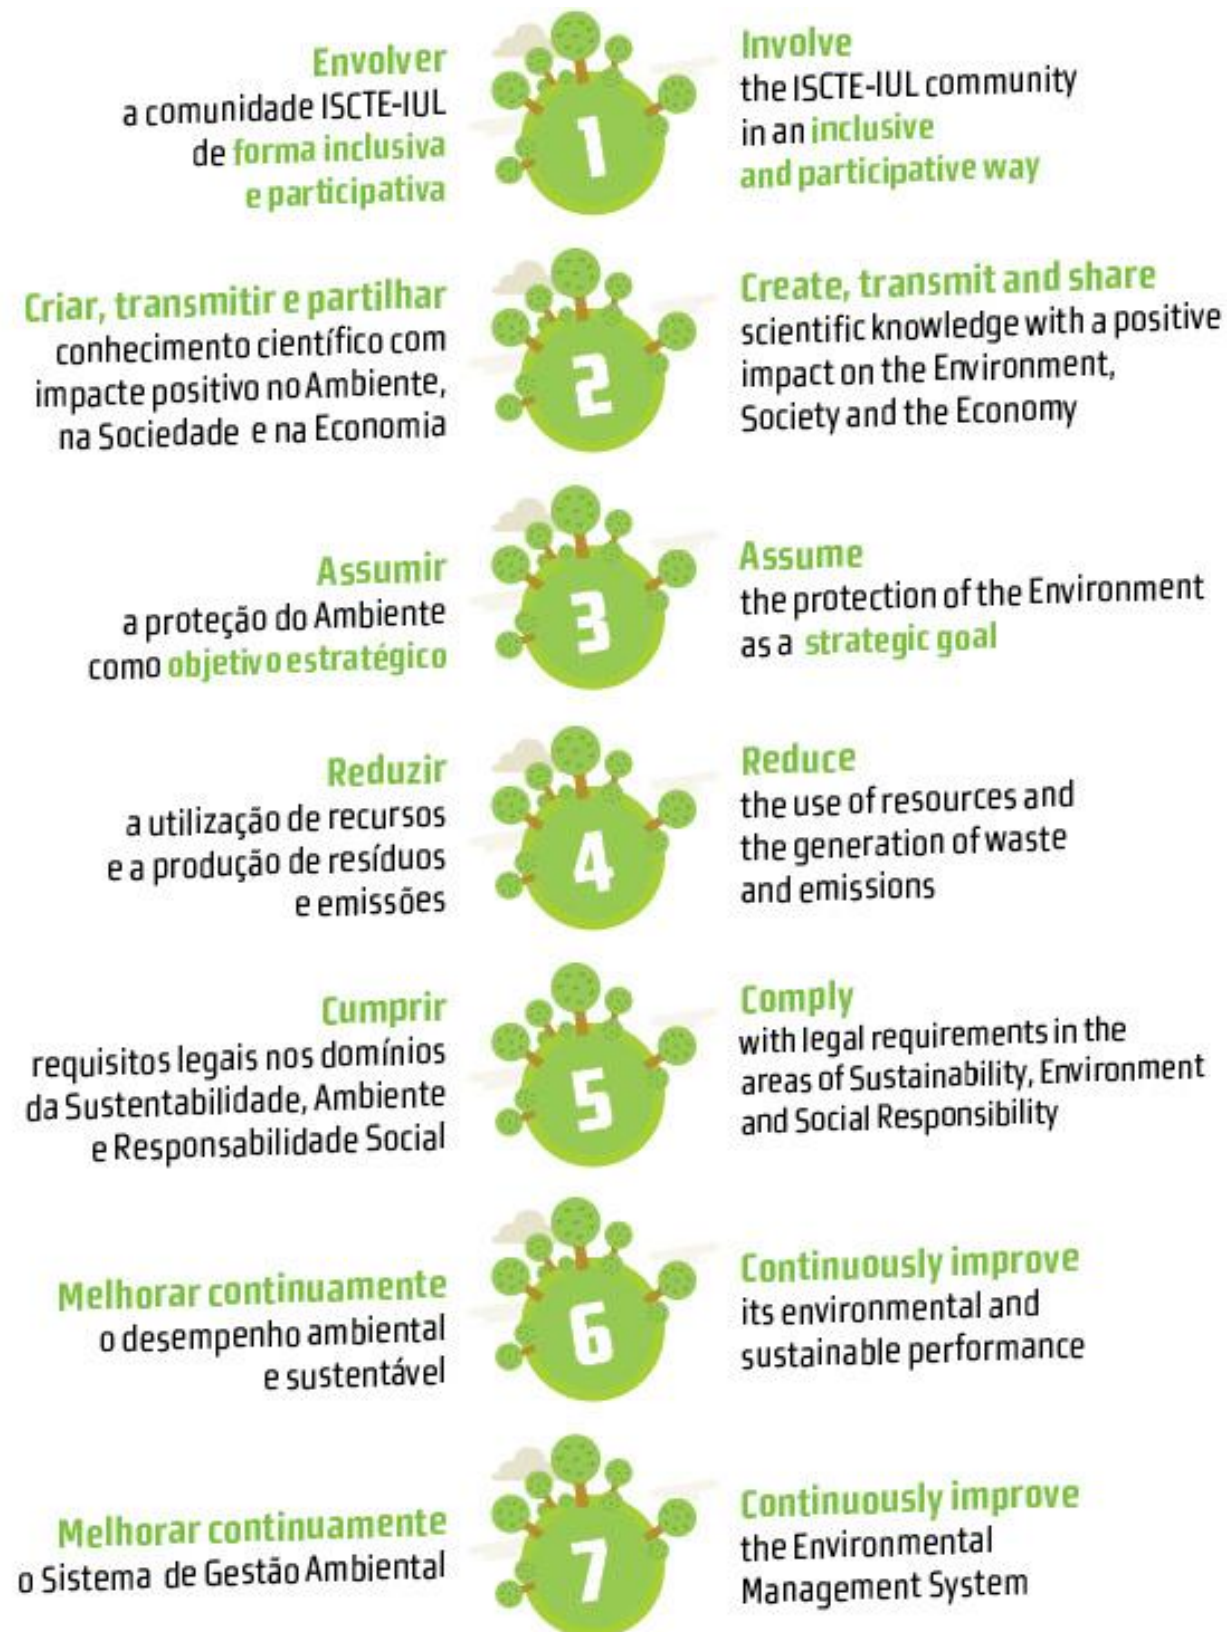 Envolver
a comunidade ISCTE-IUL
de forma inclusiva
e participativa
1
Involve
the ISCTE-IUL community
in an inclusive
and participative way
Criar, transmitir e partilhar
conhecimento científico com
impacte positivo no Ambiente,
na Sociedade e na Economia
2
Create, transmit and share
scientific knowledge with a positive
impact on the Environment,
Society and the Economy
Assumir
a proteção do Ambiente
como objetivo estratégico
3
Assume
the protection of the Environment
as a strategic goal
Reduzir
a utilização de recursos
e a produção de resíduos
e emissões
4
Reduce
the use of resources and
the generation of waste
and emissions
Cumprir
requisitos legais nos domínios
da Sustentabilidade, Ambiente
e Responsabilidade Social
5
Comply
with legal requirements in the
areas of Sustainability, Environment
and Social Responsibility
Melhorar continuamente
o desempenho ambiental
e sustentável
6
Continuously improve
its environmental and
sustainable performance
Melhorar continuamente
o Sistema de Gestão Ambiental
7
Continuously improve
the Environmental
Management System